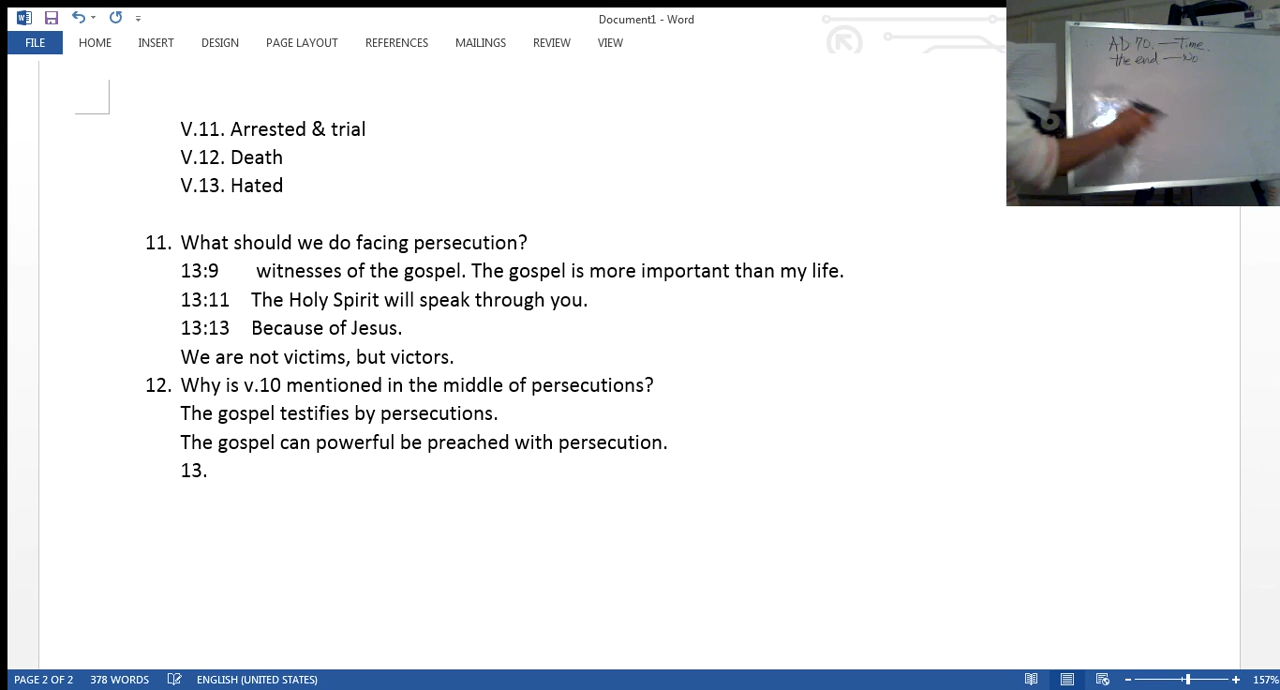 Document1 - Word
FILE HOME INSERT DESIGN PAGE LAYOUT REFERENCES MAILINGS REVIEW VIEW
AD 70. — Time.
the end — No
V.11. Arrested & trial
V.12. Death
V.13. Hated
11. What should we do facing persecution?
13:9 witnesses of the gospel. The gospel is more important than my life.
13:11 The Holy Spirit will speak through you.
13:13 Because of Jesus.
We are not victims, but victors.
12. Why is v.10 mentioned in the middle of persecutions?
The gospel testifies by persecutions.
The gospel can powerful be preached with persecution.
13.
PAGE 2 OF 2 378 WORDS ENGLISH (UNITED STATES) 157%